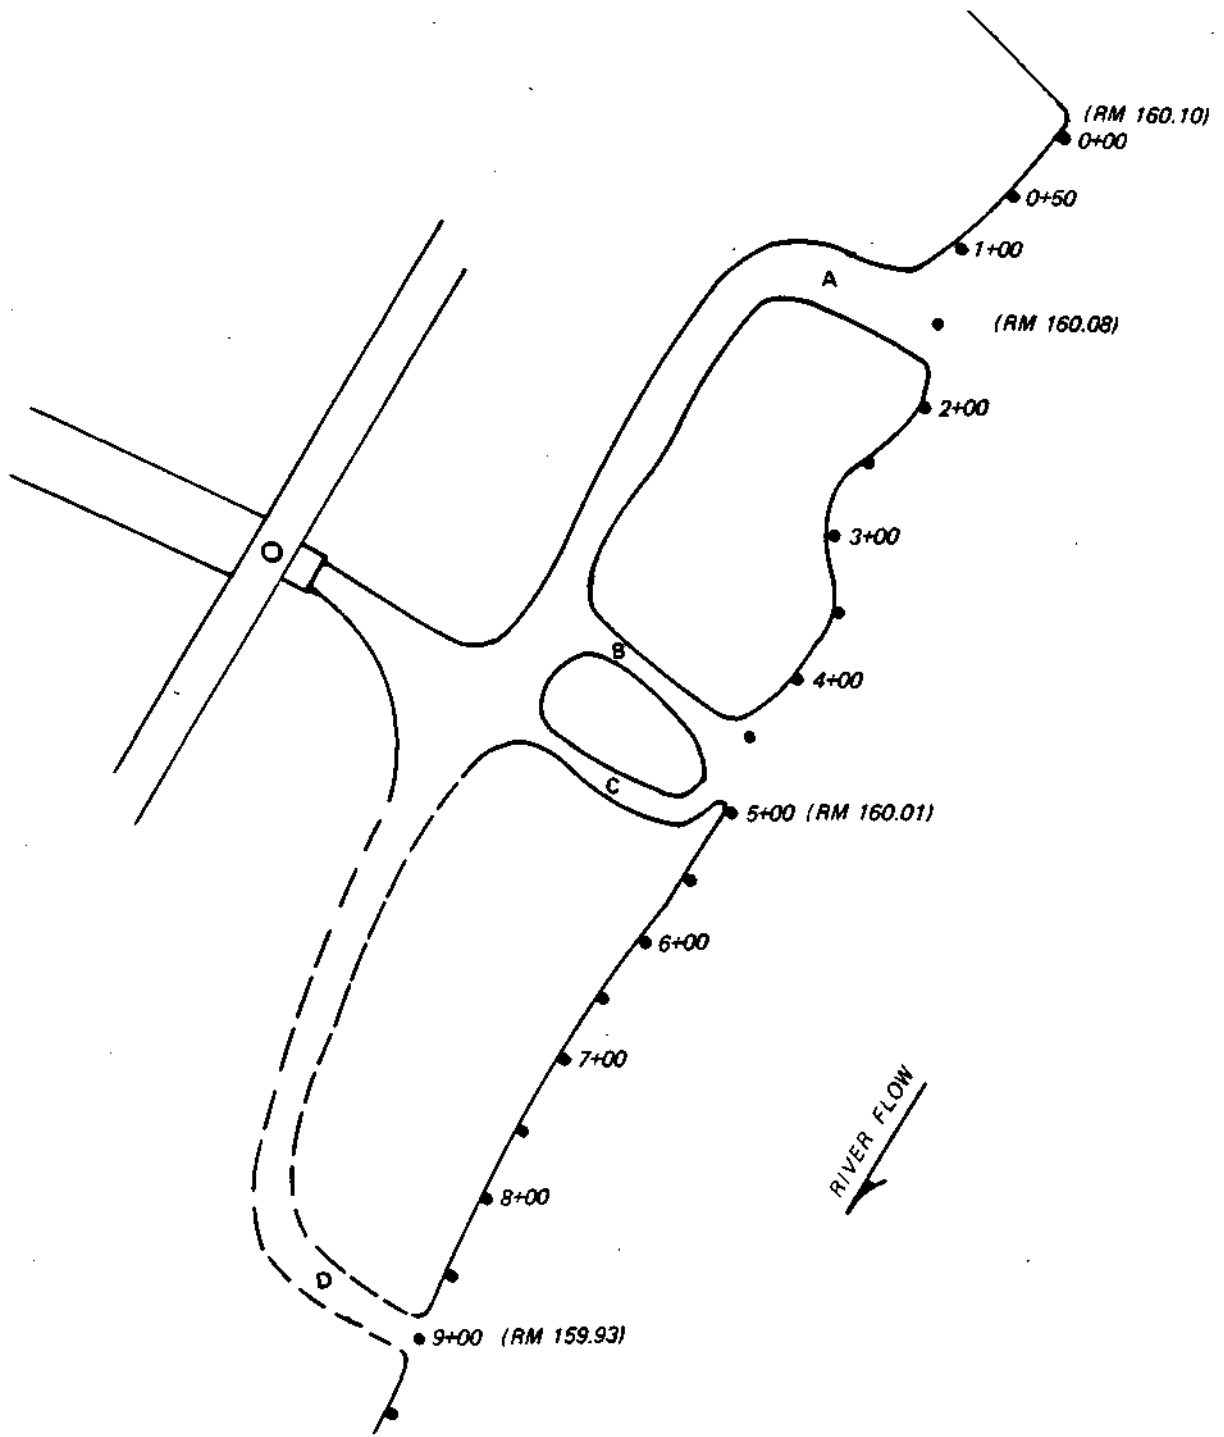 (RM 160.10)
0+00
0+50
1+00
A
(RM 160.08)
2+00
3+00
B
4+00
C
5+00 (RM 160.01)
6+00
7+00
RIVER FLOW
8+00
D
9+00 (RM 159.93)